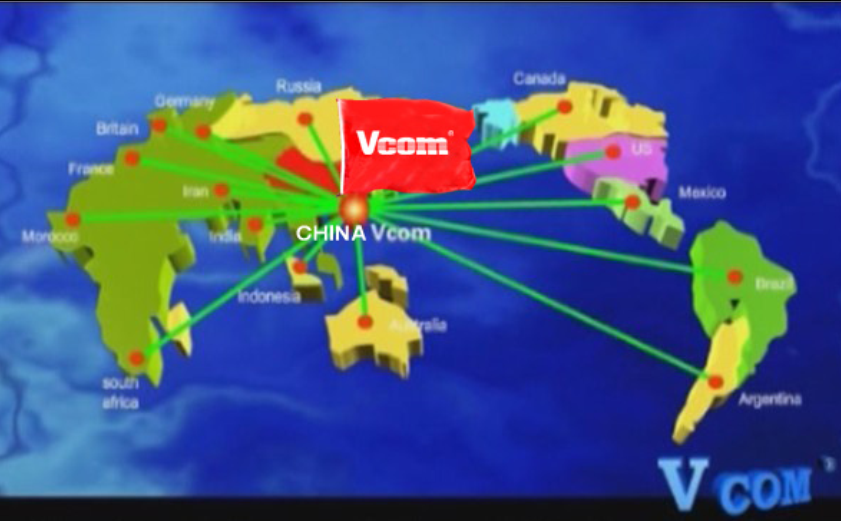 Russia
Canada
Germany
Britain
Vcom®
US
France
Iran
Mexico
Morocco
India
CHINA Vcom
Indonesia
Brazil
Australia
south
africa
Argentina
VCOM